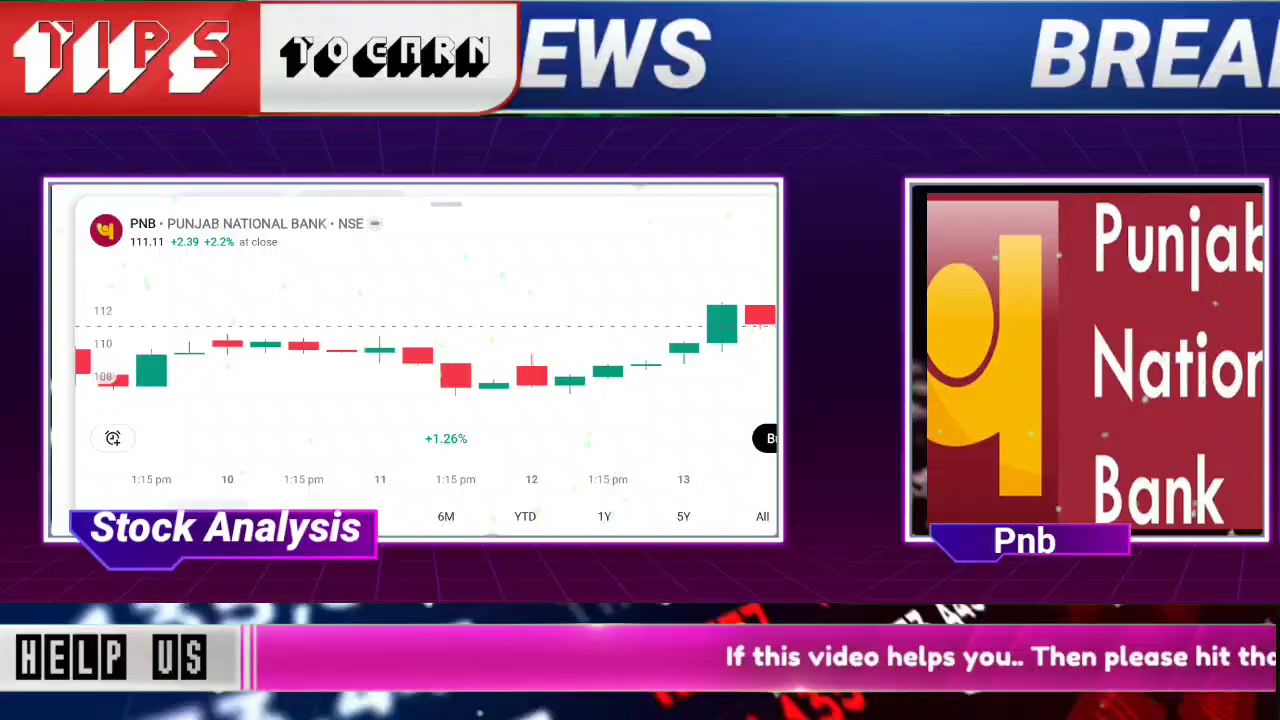 TIPS
TO EARN
EWS
BREA
PNB • PUNJAB NATIONAL BANK • NSE
111.11 +2.39 +2.2% at close
112
110
108
+1.26%
1:15 pm 10 1:15 pm 11 1:15 pm 12 1:15 pm 13
6M YTD 1Y 5Y All
Stock Analysis
Punjab
Nation
Bank
Pnb
HELP US
If this video helps you.. Then please hit tha